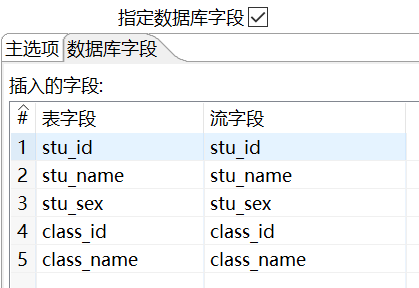 指定数据库字段
主选项 数据库字段
插入的字段:
# 表字段 流字段
1 stu_id stu_id
2 stu_name stu_name
3 stu_sex stu_sex
4 class_id class_id
5 class_name class_name